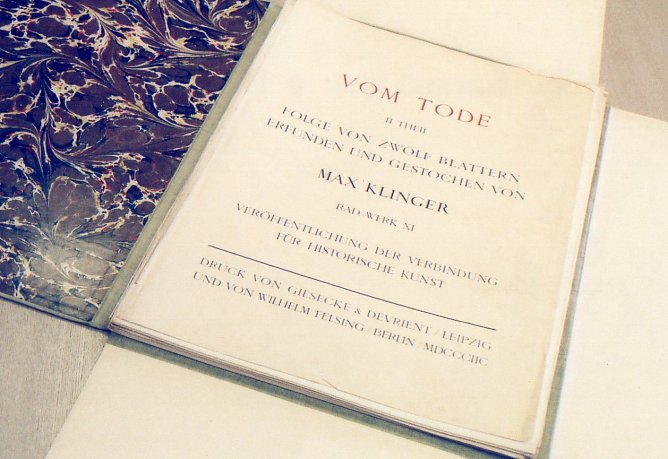 VOM TODE
II THEIL
FOLGE VON ZWÖLF BLÄTTERN
ERFUNDEN UND GESTOCHEN VON
MAX KLINGER
RAD. WERK XI
VERÖFFENTLICHUNG DER VERBINDUNG
FÜR HISTORISCHE KUNST
DRUCK VON GIESECKE & DEVRIENT / LEIPZIG
UND VON WILHELM FELSING / BERLIN / MDCCCIIC